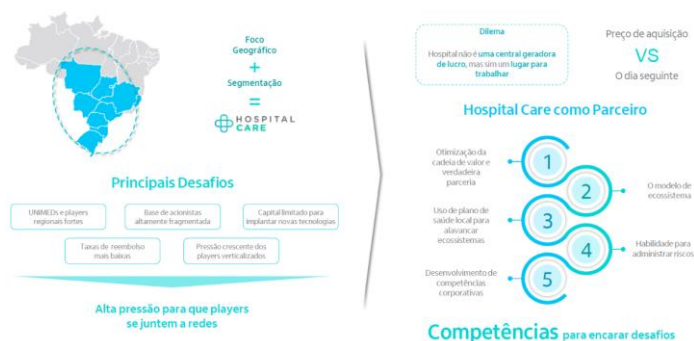 Foco
Geográfico
+
Segmentação
=
HOSPITAL
CARE
Principais Desafios
UNIMEDs e players
regionais fortes
Base de acionistas
altamente fragmentada
Capital limitado para
implantar novas tecnologias
Taxas de reembolso
mais baixas
Pressão crescente dos
players verticalizados
Alta pressão para que players
se juntem a redes
Dilema
Hospital não é uma central geradora
de lucro, mas sim um lugar para
trabalhar
Preço de aquisição
VS
O dia seguinte
Hospital Care como Parceiro
Otimização da
cadeia de valor e
verdadeira
parceria
1
2
O modelo de
ecossistema
Uso de plano de
saúde local para
alavancar
ecossistemas
3
4
Habilidade para
administrar riscos
Desenvolvimento de
competências
corporativas
5
Competências para encarar desafios